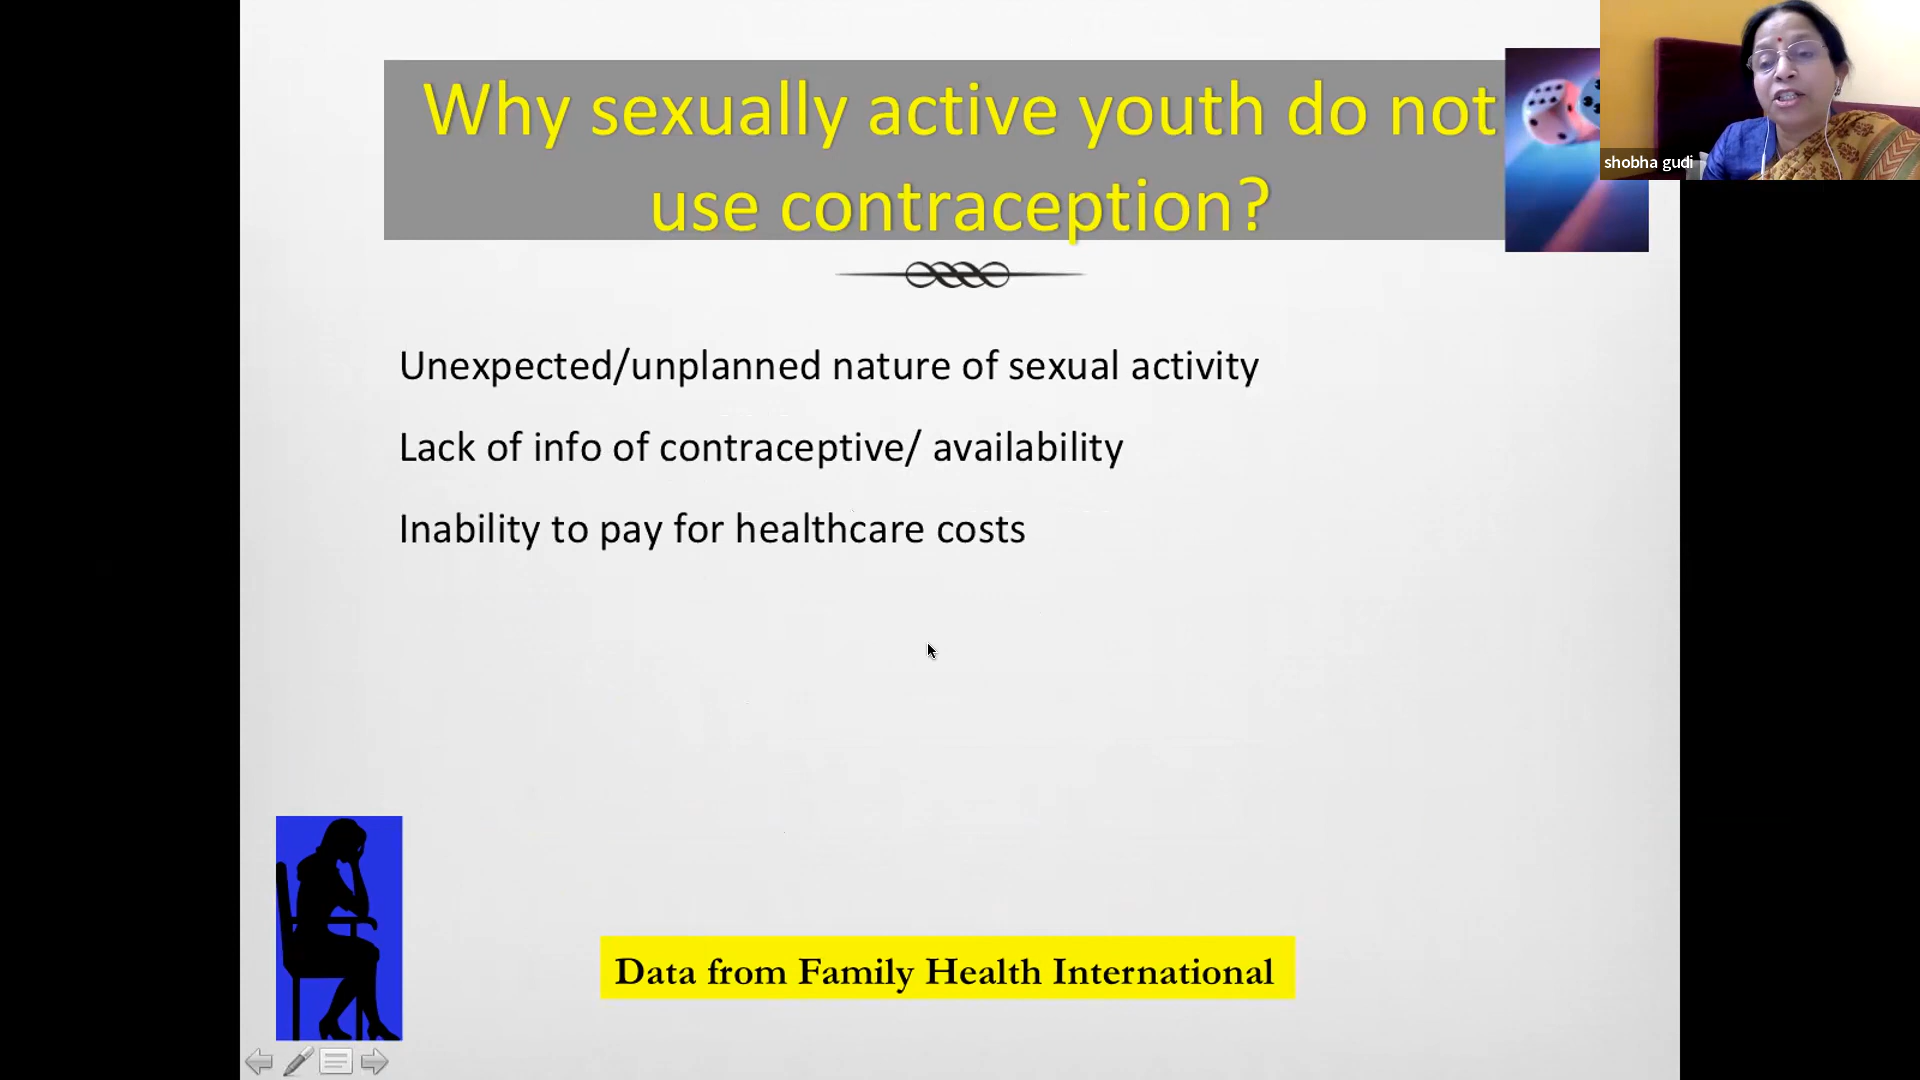 Why sexually active youth do not
use contraception?
shobha gudi
Unexpected/unplanned nature of sexual activity
Lack of info of contraceptive/ availability
Inability to pay for healthcare costs
Data from Family Health International